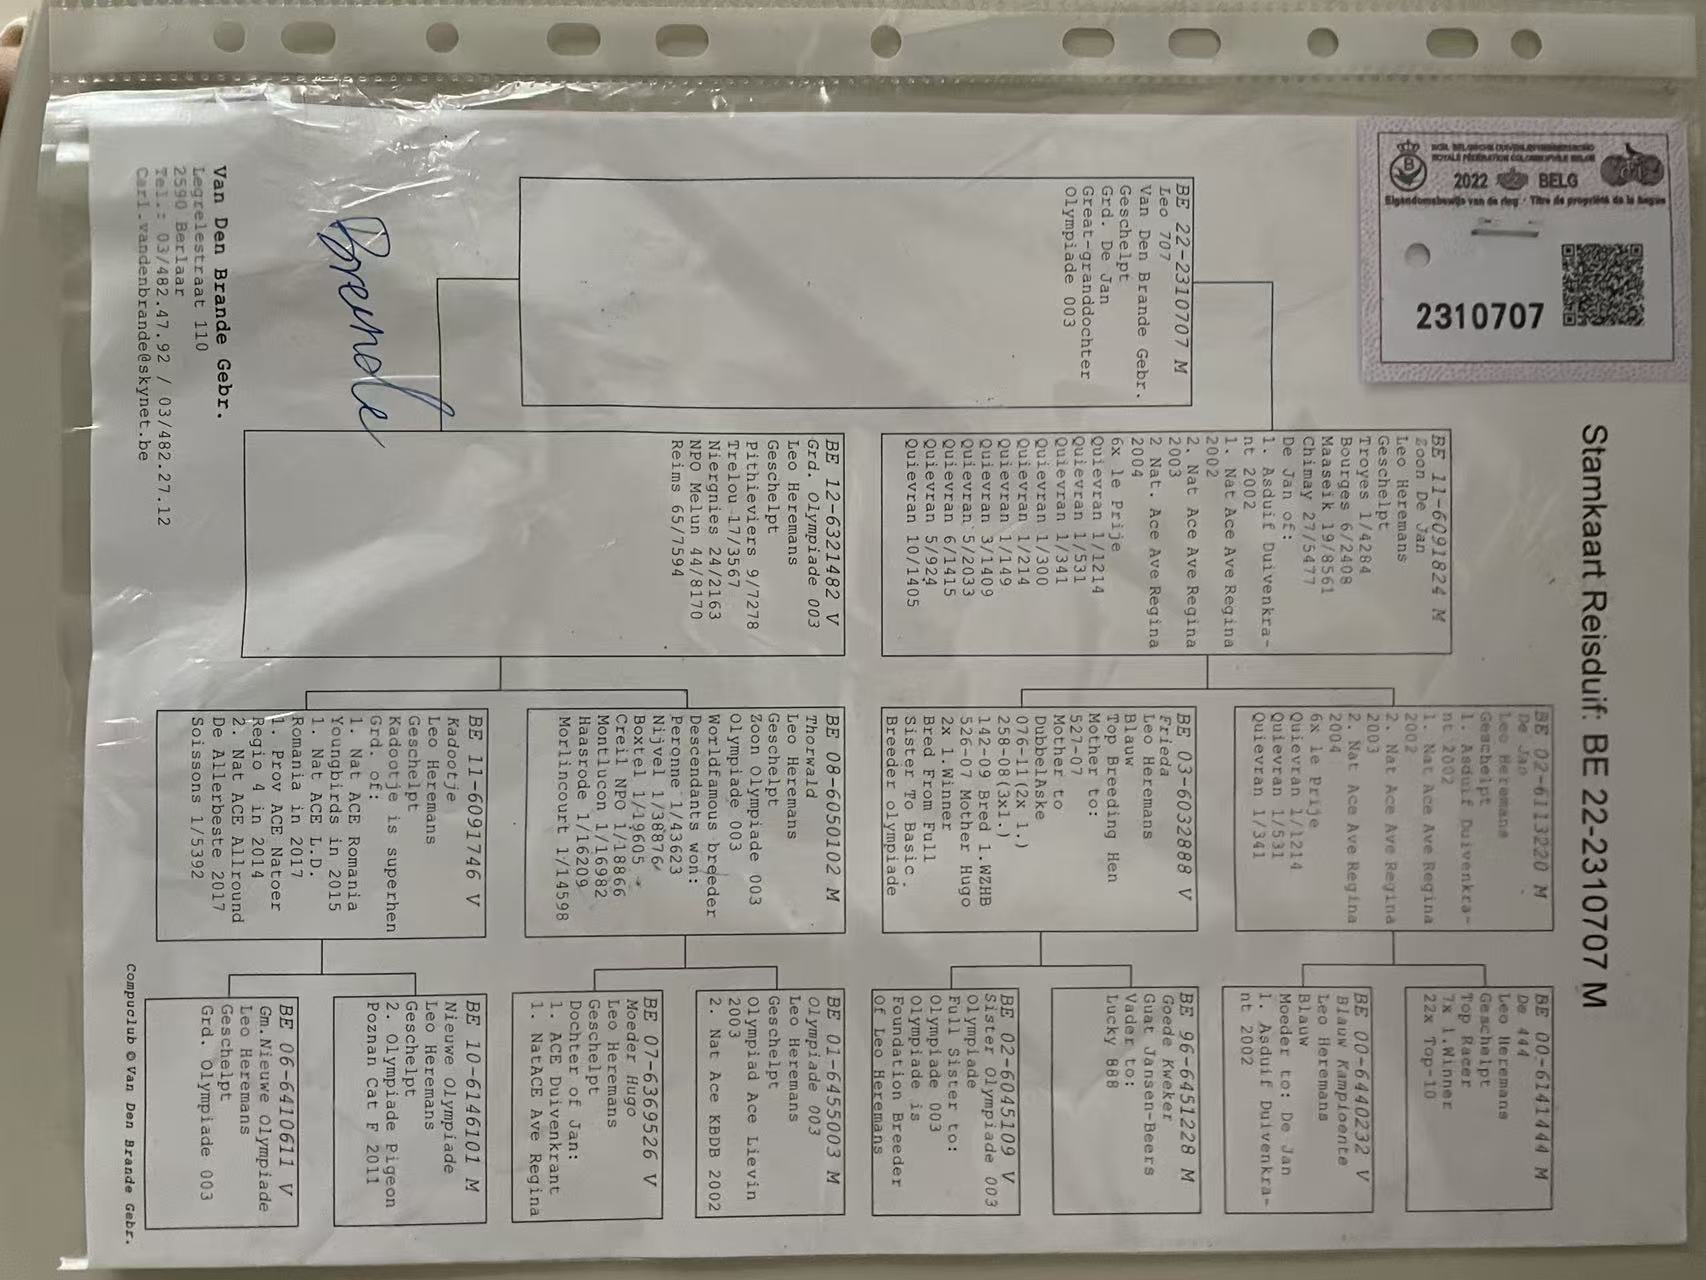 Stamkaart Reisduif: BE 22-2310707 M
KON. BELGISCHE DUIVENLIEFHEBBERSBOND
ROYALE FÉDÉRATION COLOMBOPHILE BELGE
2022 BELG
Eigendomsbewijs van de ring - Titre de propriété de la bague
2310707
BE 22-2310707 M
Leo 707
Van Den Brande Gebr.
Geschelpt
Grd. De Jan
Great-granddochter
Olympiade 003
BE 11-6091824 M
Zoon De Jan
Leo Heremans
Geschelpt
Troyes 1/4284
Bourges 6/2408
Maaseik 19/8561
Chimay 27/5477
De Jan of:
1. Asduif Duivenkra-
nt 2002
1. Nat Ace Ave Regina
2002
2. Nat Ace Ave Regina
2003
2 Nat. Ace Ave Regina
2004
6x 1e Prije
Quievran 1/1214
Quievran 1/531
Quievran 1/341
Quievran 1/300
Quievran 1/214
Quievran 1/149
Quievran 3/1409
Quievran 5/2033
Quievran 6/1415
Quievran 5/924
Quievran 10/1405
BE 12-6321482 V
Grd. Olympiade 003
Leo Heremans
Geschelpt
Pithieviers 9/7278
Trelou 17/3567
Niergnies 24/2163
NPO Melun 44/8170
Reims 65/7594
BE 02-6113220 M
De Jan
Leo Heremans
Geschelpt
1. Asduif Duivenkra-
nt 2002
1. Nat Ace Ave Regina
2002
2. Nat Ace Ave Regina
2003
2. Nat Ace Ave Regina
2004
6x 1e Prije
Quievran 1/1214
Quievran 1/531
Quievran 1/341
BE 03-6032888 V
Frieda
Leo Heremans
Blauw
Top Breeding Hen
Mother to:
527-07
Mother to
DubbelAske
076-11(2x 1.)
258-08(3x1.)
142-09 Bred 1.WZHB
526-07 Mother Hugo
2x 1.Winner
Bred From Full
Sister To Basic.
Breeder olympiade
BE 08-6050102 M
Thorwald
Leo Heremans
Geschelpt
Zoon Olympiade 003
Olympiade 003
Worldfamous breeder
Descendants won:
Peronne 1/43623
Nijvel 1/38876
Boxtel 1/19605
Creil NPO 1/18866
Montlucon 1/16982
Haasrode 1/16209
Morlincourt 1/14598
BE 11-6091746 V
Kadootje
Leo Heremans
Geschelpt
Kadootje is superhen
Grd. of:
1. Nat ACE Romania
Youngbirds in 2015
1. Nat ACE L.D.
Romania in 2017
1. Prov ACE Natoer
Regio 4 in 2014
2. Nat ACE Allround
De Allerbeste 2017
Soissons 1/5392
BE 00-6141444 M
De 444
Leo Heremans
Geschelpt
Top Racer
7x 1.Winner
22x Top-10
BE 00-6440232 V
Blauw Kampioente
Leo Heremans
Blauw
Moeder to: De Jan
1. Asduif Duivenkra-
nt 2002
BE 96-6451228 M
Goede Kweker
Guat Jansen-Beers
Vader to:
Lucky 888
BE 02-6045109 V
Sister Olympiade 003
Olympiade
Full Sister to:
Olympiade 003
Olympiade is
Foundation Breeder
Of Leo Heremans
BE 01-6455003 M
Olympiade 003
Leo Heremans
Geschelpt
Olympiad Ace Lievin
2003
2. Nat Ace KBDB 2002
BE 07-6369526 V
Moeder Hugo
Leo Heremans
Geschelpt
Dochter of Jan:
1. ACE Duivenkrant
1. NatACE Ave Regina
BE 10-6146101 M
Nieuwe Olympiade
Leo Heremans
Geschelpt
2. Olympiade Pigeon
Poznan Cat F 2011
BE 06-6410611 V
Gm.Nieuwe Olympiade
Leo Heremans
Geschelpt
Grd. Olympiade 003
Brande
Van Den Brande Gebr.
Legrelestraat 110
2590 Berlaar
Tel.: 03/482.47.92 / 03/482.27.12
Carl.vandenbrande@skynet.be
Compuclub © Van Den Brande Gebr.